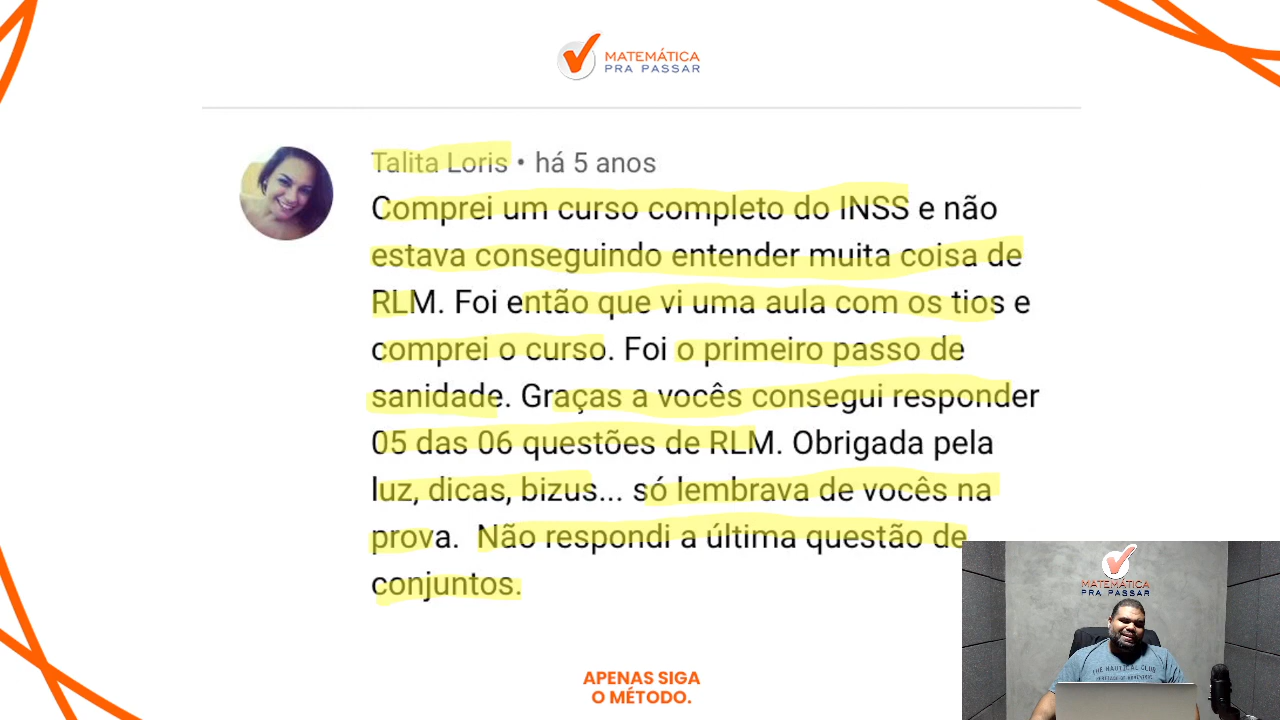 MATEMÁTICA
PRA PASSAR
Talita Loris • há 5 anos
Comprei um curso completo do INSS e não
estava conseguindo entender muita coisa de
RLM. Foi então que vi uma aula com os tios e
comprei o curso. Foi o primeiro passo de
sanidade. Graças a vocês consegui responder
05 das 06 questões de RLM. Obrigada pela
luz, dicas, bizus... só lembrava de vocês na
prova.  Não respondi a última questão de
conjuntos.
MATEMÁTICA
PRA PASSAR
THE NAUTICAL CLUB
APENAS SIGA
O MÉTODO.